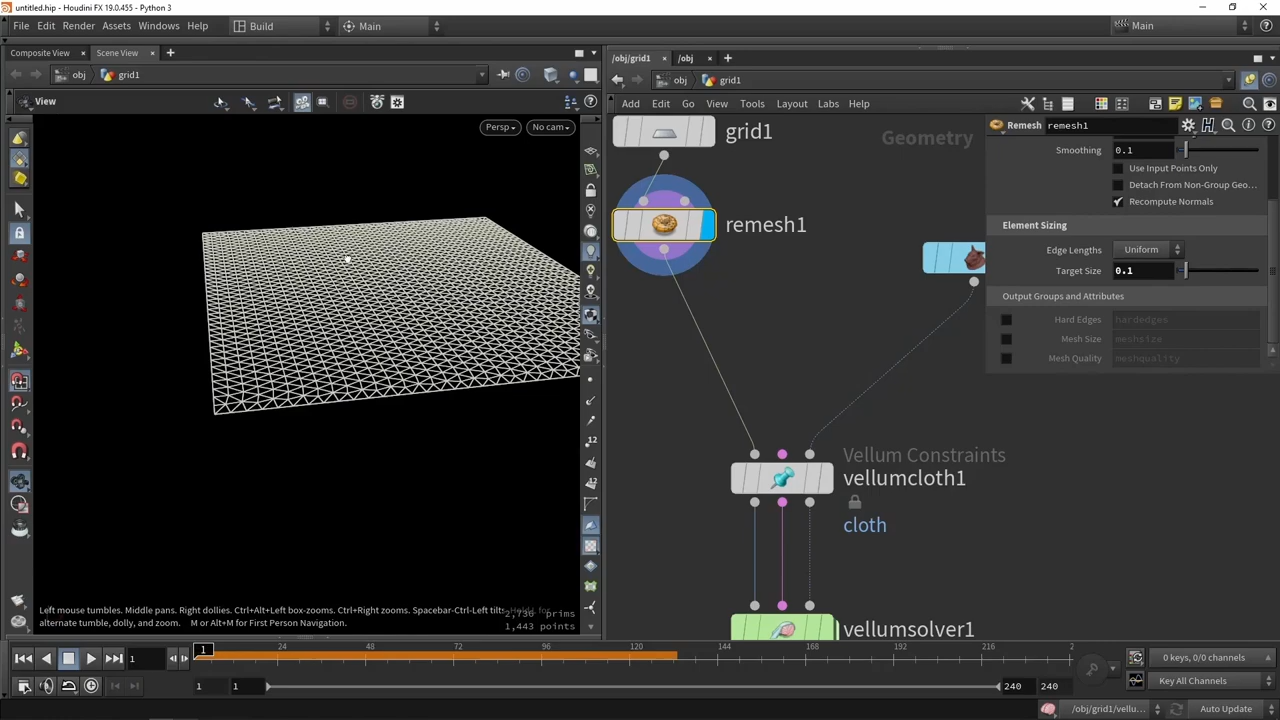 untitled.hip - Houdini FX 19.0.455 - Python 3
File Edit Render Assets Windows Help
Build
Main
Main
Composite View
Scene View
/obj/grid1
/obj
obj
grid1
obj
grid1
View
Add Edit Go View Tools Layout Labs Help
Persp
No cam
grid1
Geometry
Remesh remesh1
Smoothing 0.1
Use Input Points Only
Detach From Non-Group Geo...
Recompute Normals
Element Sizing
Edge Lengths Uniform
Target Size 0.1
Output Groups and Attributes
Hard Edges hardedges
Mesh Size meshsize
Mesh Quality meshquality
remesh1
12
12
Vellum Constraints
vellumcloth1
cloth
vellumsolver1
Left mouse tumbles. Middle pans. Right dollies. Ctrl+Alt+Left box-zooms. Ctrl+Right zooms. Spacebar-Ctrl-Left tilts.
alternate tumble, dolly, and zoom. M or Alt+M for First Person Navigation.
2,736 prims
1,443 points
1
24 48 72 96 120 144 168 192 216 2
1
0 keys, 0/0 channels
1 1 240 240
Key All Channels
/obj/grid1/vellu...
Auto Update